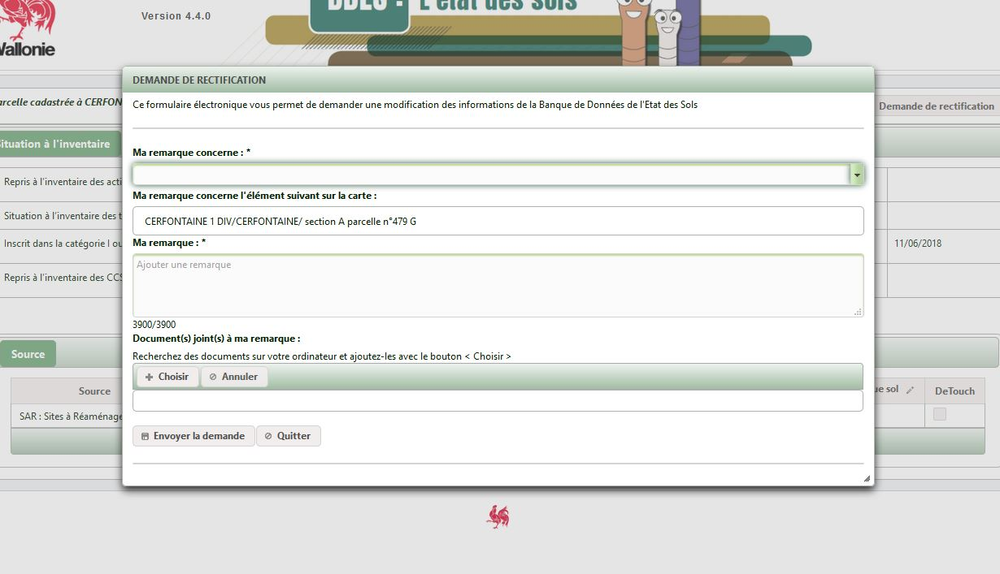 Version 4.4.0
BDES : L'état des sols
Wallonie
DEMANDE DE RECTIFICATION
Ce formulaire électronique vous permet de demander une modification des informations de la Banque de Données de l'Etat des Sols
arcelle cadastrée à CERFON
Demande de rectification
Situation à l'inventaire
Ma remarque concerne : *
Repris à l'inventaire des acti
Ma remarque concerne l'élément suivant sur la carte :
Situation à l'inventaire des t
CERFONTAINE 1 DIV/CERFONTAINE/ section A parcelle n°479 G
Inscrit dans la catégorie I ou
Ma remarque : *
11/06/2018
Ajouter une remarque
Repris à l'inventaire des CCS
3900/3900
Document(s) joint(s) à ma remarque :
Source
Recherchez des documents sur votre ordinateur et ajoutez-les avec le bouton < Choisir >
Choisir
Annuler
Source
ue sol
DeTouch
SAR : Sites à Réaménage
Envoyer la demande
Quitter